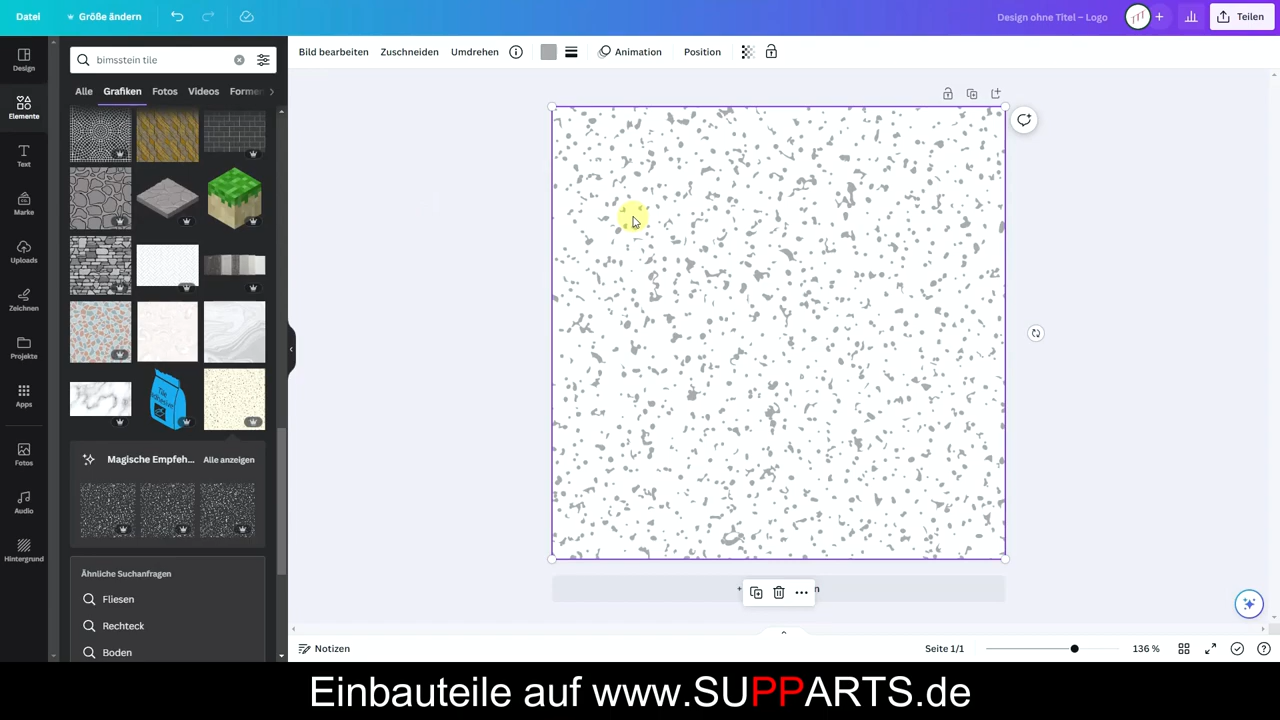 Datei
Größe ändern
Design ohne Titel – Logo
Teilen
Design
Elemente
Text
Marke
Uploads
Zeichnen
Projekte
Apps
Fotos
Audio
Hintergrund
bimsstein tile
Alle Grafiken Fotos Videos Formen
Bild bearbeiten Zuschneiden Umdrehen Animation Position
Tile adhesive
Magische Empfeh... Alle anzeigen
Ähnliche Suchanfragen
Fliesen
Rechteck
Boden
Notizen
Seite 1/1
136 %
Einbauteile auf www.SUPPARTS.de